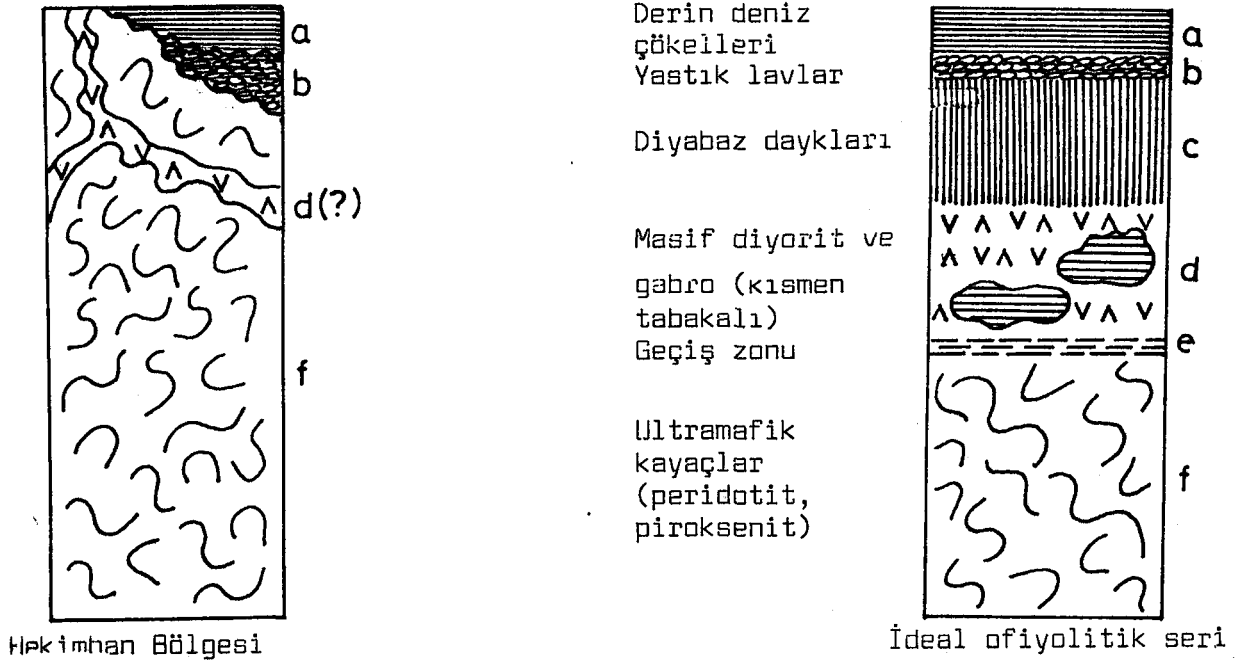 a
b
d(?)
f
Hekimhan Bölgesi
Derin deniz
çökelleri
Yastık lavlar
Diyabaz daykları
Masif diyorit ve
gabro (kısmen
tabakalı)
Geçiş zonu
Ultramafik
kayaçlar
(peridotit,
piroksenit)
a
b
c
d
e
f
İdeal ofiyolitik seri